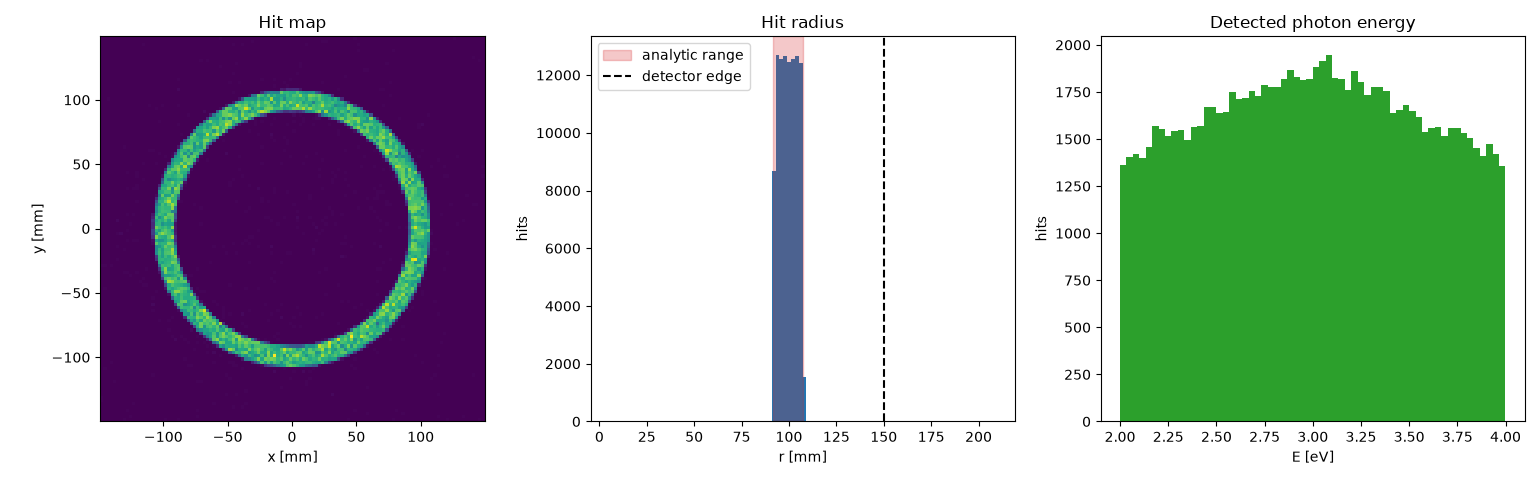 Hit map
y [mm]
100
50
0
−50
−100
−100 −50 0 50 100
x [mm]
Hit radius
hits
12000
10000
8000
6000
4000
2000
0
analytic range
detector edge
0 25 50 75 100 125 150 175 200
r [mm]
Detected photon energy
hits
2000
1750
1500
1250
1000
750
500
250
0
2.00 2.25 2.50 2.75 3.00 3.25 3.50 3.75 4.00
E [eV]